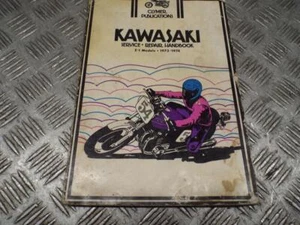 CLYMER
PUBLICATIONS
KAWASAKI
SERVICE • REPAIR HANDBOOK